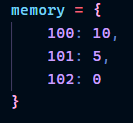 memory = {
    100: 10,
    101: 5,
    102: 0
}